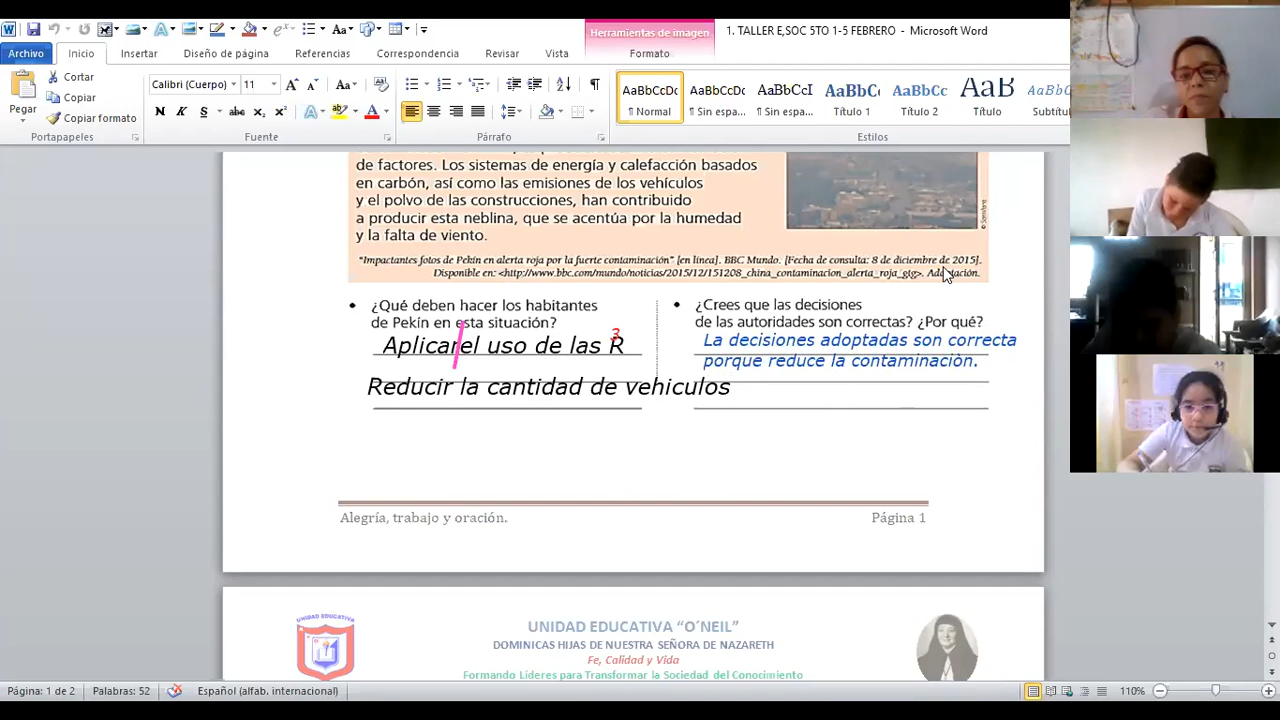 1. TALLER E,SOC 5TO 1-5 FEBRERO - Microsoft Word
Herramientas de imagen
Archivo Inicio Insertar Diseño de página Referencias Correspondencia Revisar Vista Formato
Cortar
Copiar
Copiar formato
Pegar
Calibri (Cuerpo) 11
AaBbCcDc AaBbCcDc AaBbCcI AaBbC AaBbCc AaB AaBbC
¶ Normal ¶ Sin espa... ¶ Sin espa... Título 1 Título 2 Título Subtítu
Portapapeles Fuente Párrafo Estilos
de factores. Los sistemas de energía y calefacción basados
en carbón, así como las emisiones de los vehículos
y el polvo de las construcciones, han contribuido
a producir esta neblina, que se acentúa por la humedad
y la falta de viento.
"Impactantes fotos de Pekín en alerta roja por la fuerte contaminación" [en línea]. BBC Mundo. [Fecha de consulta: 8 de diciembre de 2015].
Disponible en: <http://www.bbc.com/mundo/noticias/2015/12/151208_china_contaminacion_alerta_roja_gtg>. Adaptación.
• ¿Qué deben hacer los habitantes
de Pekín en esta situación?
Aplicar el uso de las R 3
Reducir la cantidad de vehiculos
• ¿Crees que las decisiones
de las autoridades son correctas? ¿Por qué?
La decisiones adoptadas son correcta
porque reduce la contaminaciòn.
Alegría, trabajo y oración. Página 1
UNIDAD EDUCATIVA
UNIDAD EDUCATIVA "O´NEIL"
DOMINICAS HIJAS DE NUESTRA SEÑORA DE NAZARETH
Fe, Calidad y Vida
Formando Líderes para Transformar la Sociedad del Conocimiento
Página: 1 de 2 Palabras: 52 Español (alfab. internacional) 110%